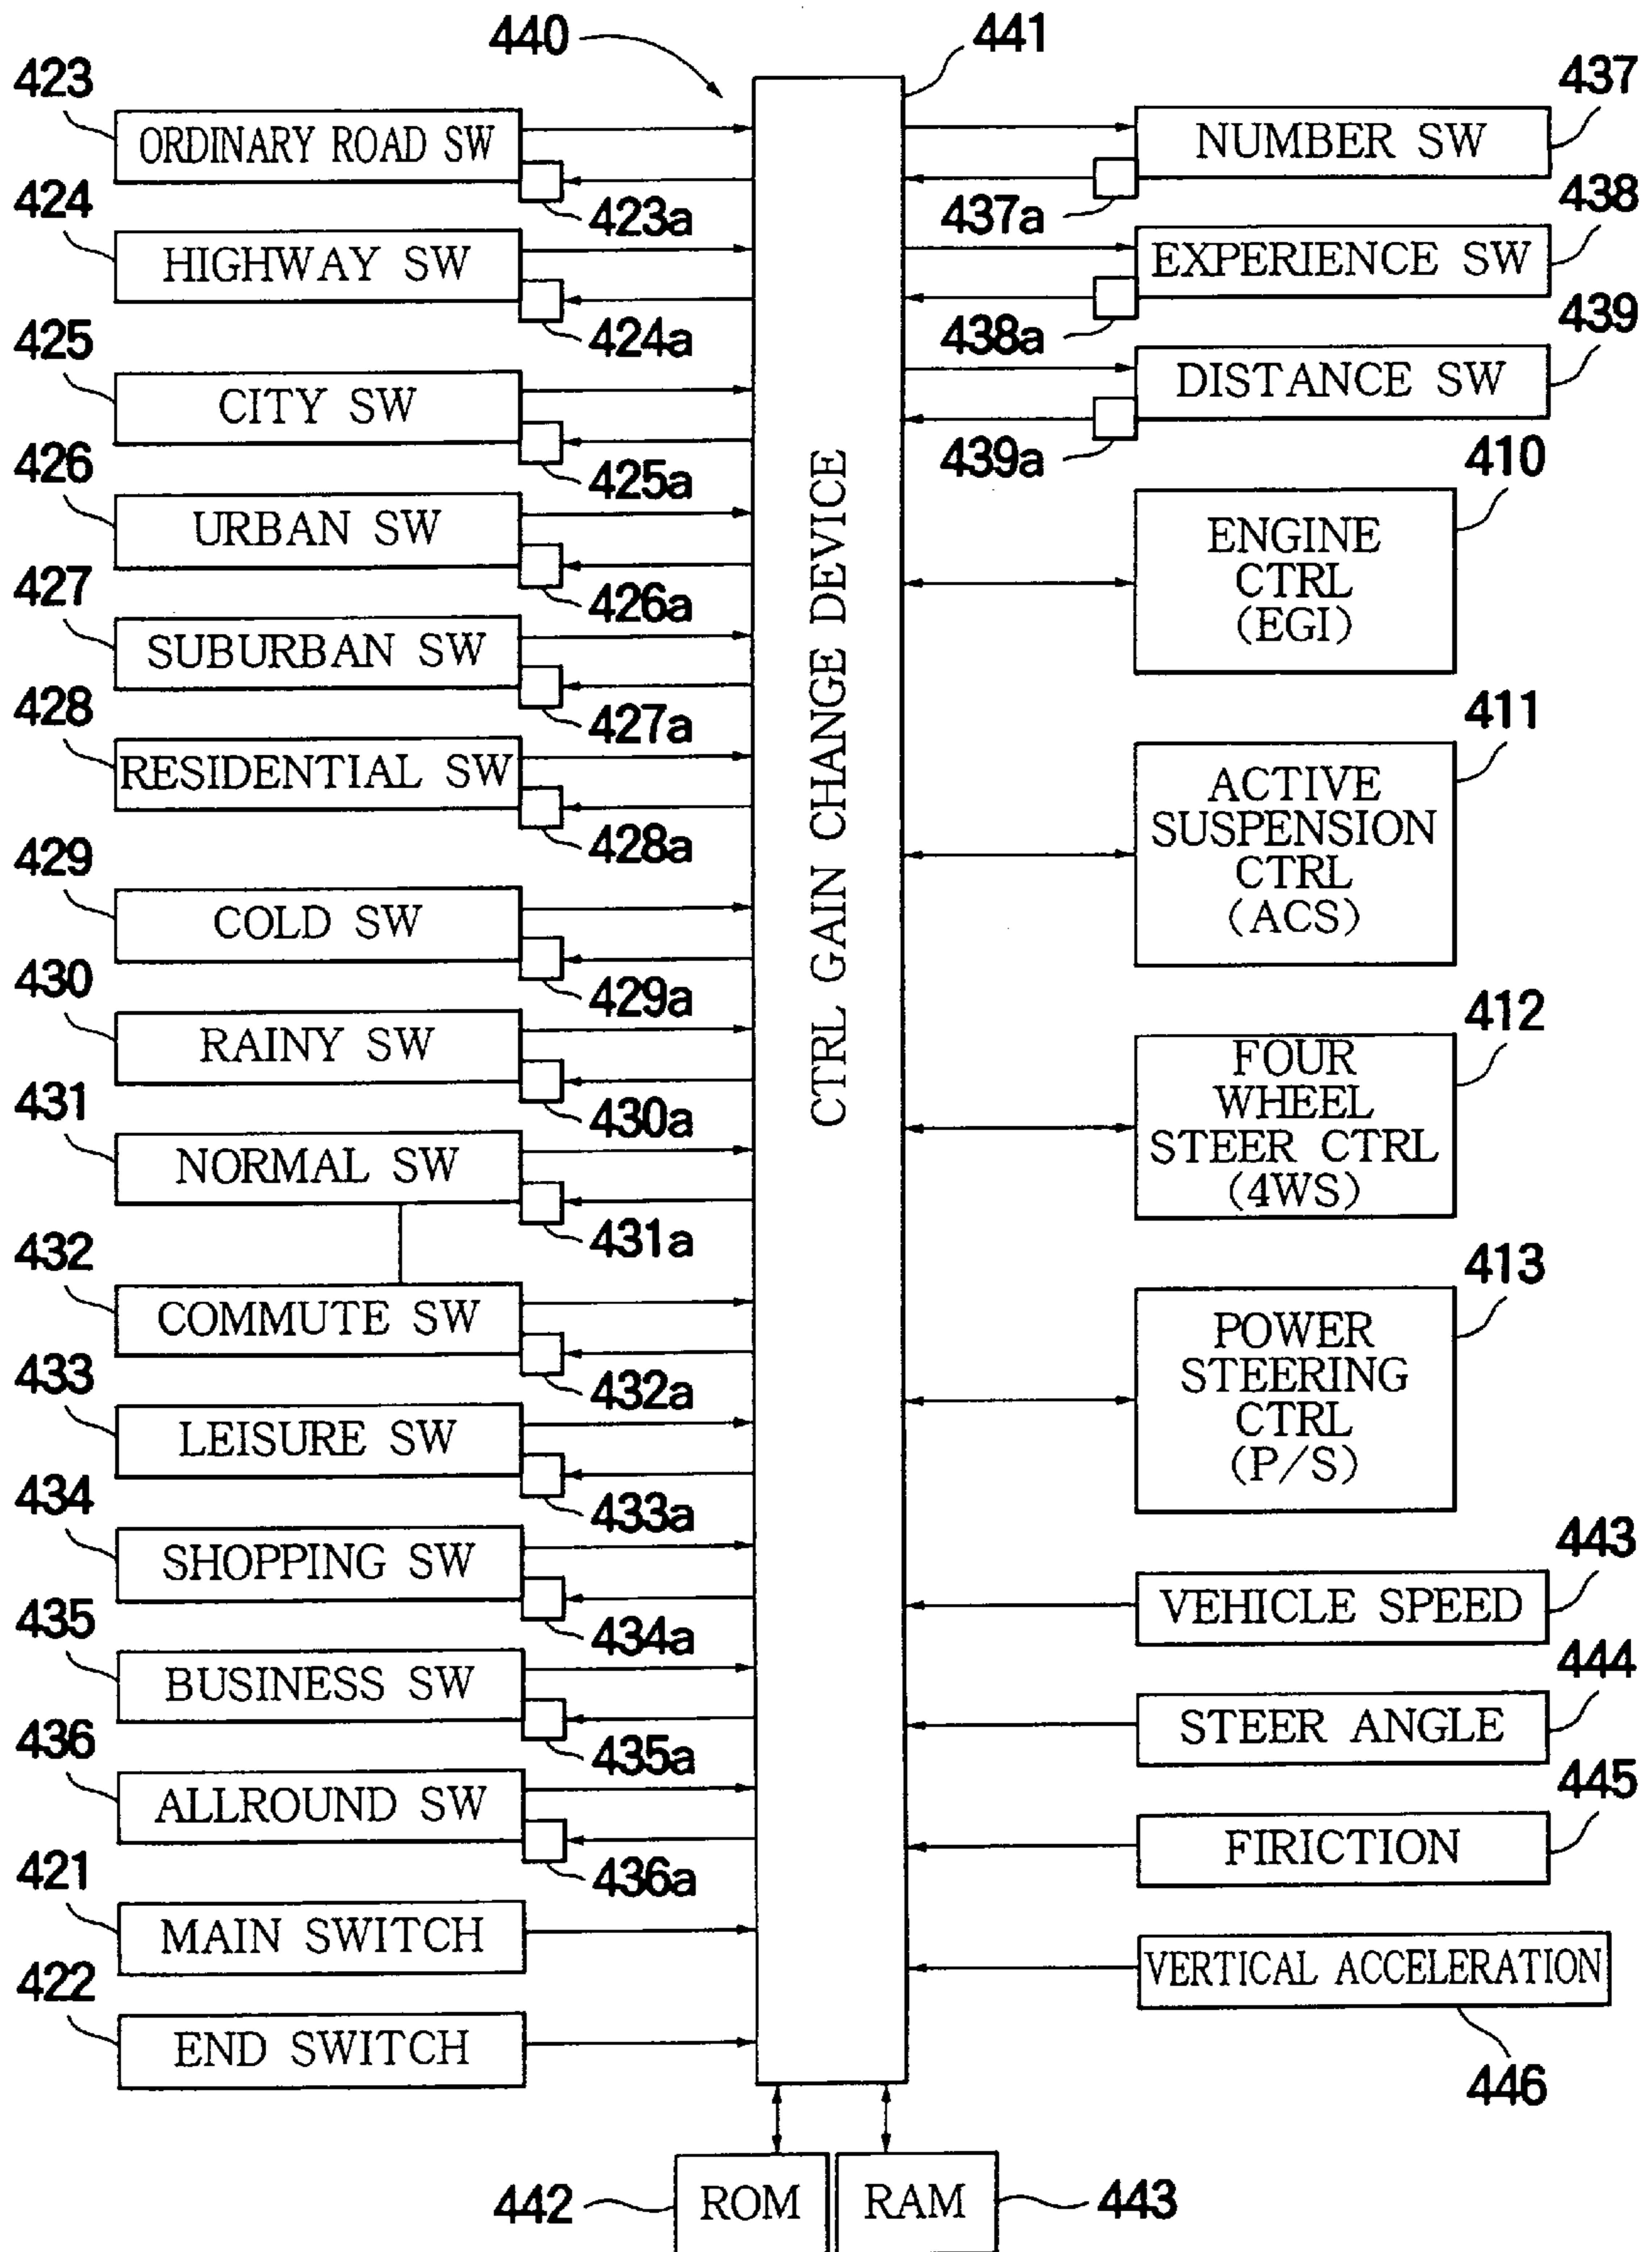 440
441
423
ORDINARY ROAD SW
423a
424
HIGHWAY SW
424a
425
CITY SW
425a
426
URBAN SW
426a
427
SUBURBAN SW
427a
428
RESIDENTIAL SW
428a
429
COLD SW
429a
430
RAINY SW
430a
431
NORMAL SW
431a
432
COMMUTE SW
432a
433
LEISURE SW
433a
434
SHOPPING SW
434a
435
BUSINESS SW
435a
436
ALLROUND SW
436a
421
MAIN SWITCH
422
END SWITCH
CTRL GAIN CHANGE DEVICE
437
NUMBER SW
437a
438
EXPERIENCE SW
438a
439
DISTANCE SW
439a
410
ENGINE
CTRL
(EGI)
411
ACTIVE
SUSPENSION
CTRL
(ACS)
412
FOUR
WHEEL
STEER CTRL
(4WS)
413
POWER
STEERING
CTRL
(P/S)
443
VEHICLE SPEED
444
STEER ANGLE
445
FIRICTION
VERTICAL ACCELERATION
446
442
ROM
RAM
443